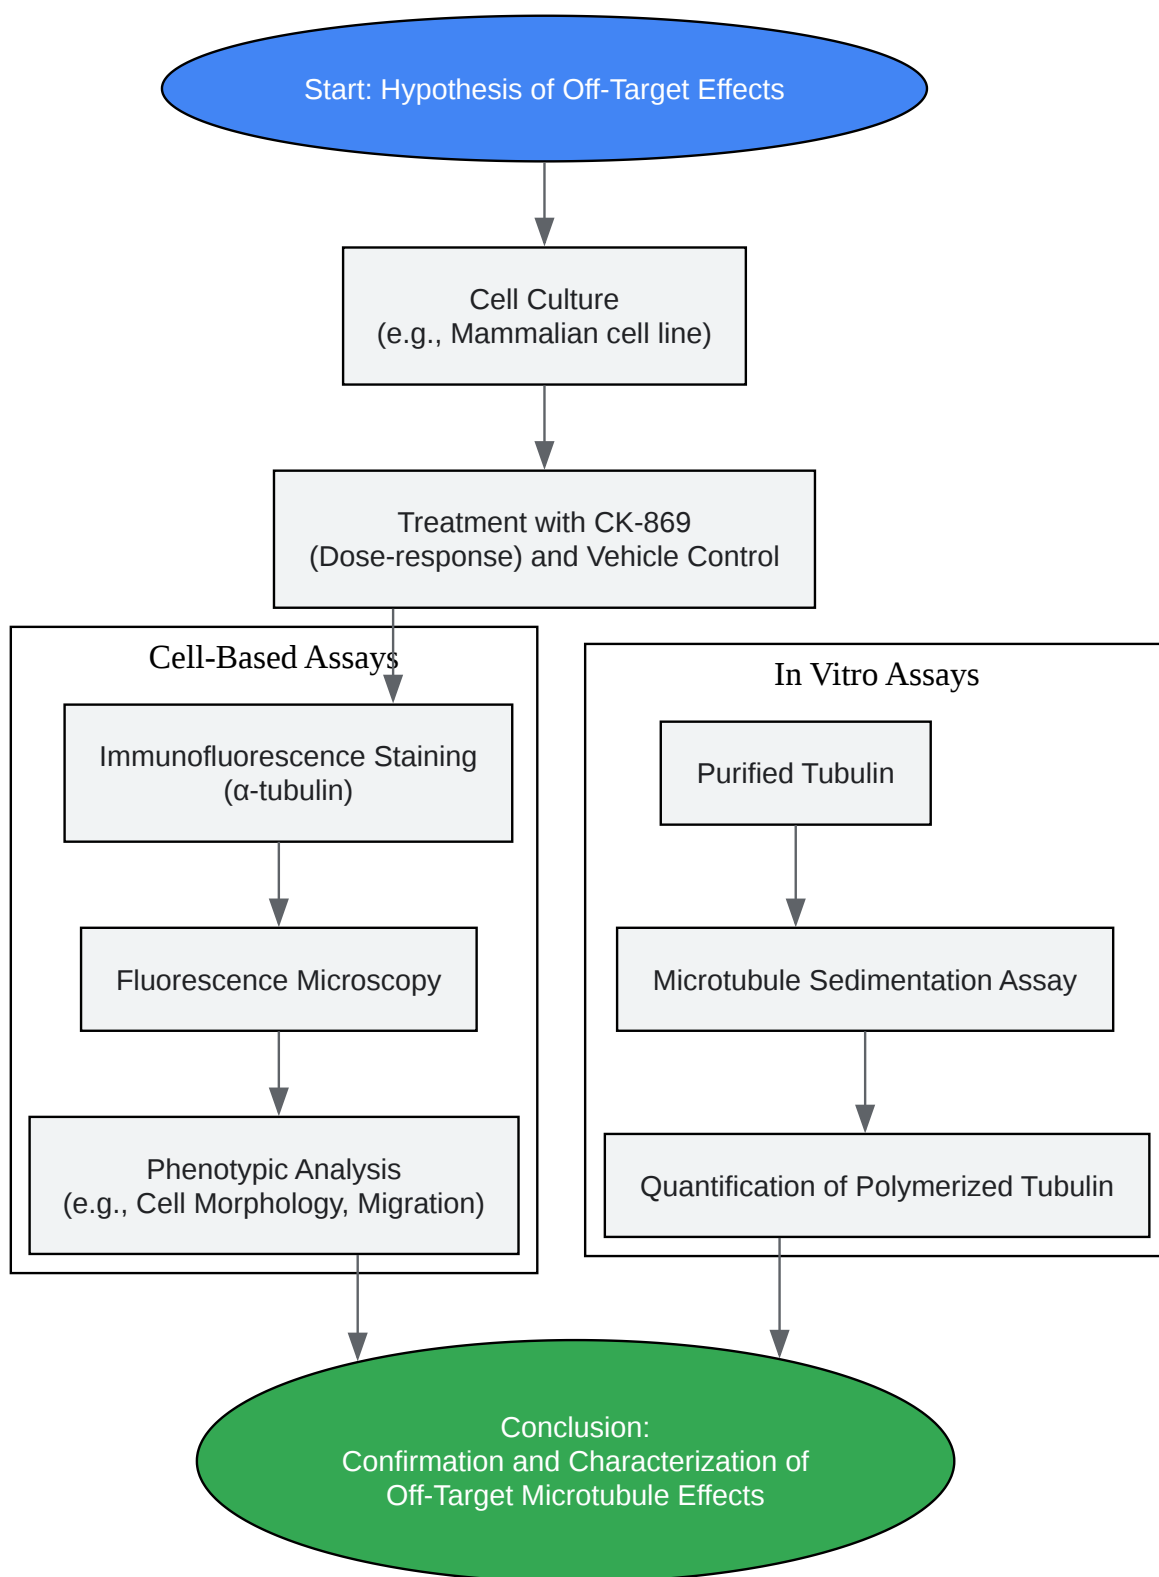 Start: Hypothesis of Off-Target Effects
Cell Culture
(e.g., Mammalian cell line)
Treatment with CK-869
(Dose-response) and Vehicle Control
Cell-Based Assays
Immunofluorescence Staining
(α-tubulin)
Fluorescence Microscopy
Phenotypic Analysis
(e.g., Cell Morphology, Migration)
In Vitro Assays
Purified Tubulin
Microtubule Sedimentation Assay
Quantification of Polymerized Tubulin
Conclusion:
Confirmation and Characterization of
Off-Target Microtubule Effects